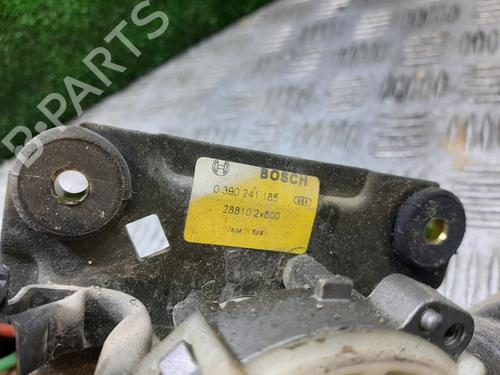 B-PARTS
BOSCH
0 390 241 185
28810 2x800
Made in Spain